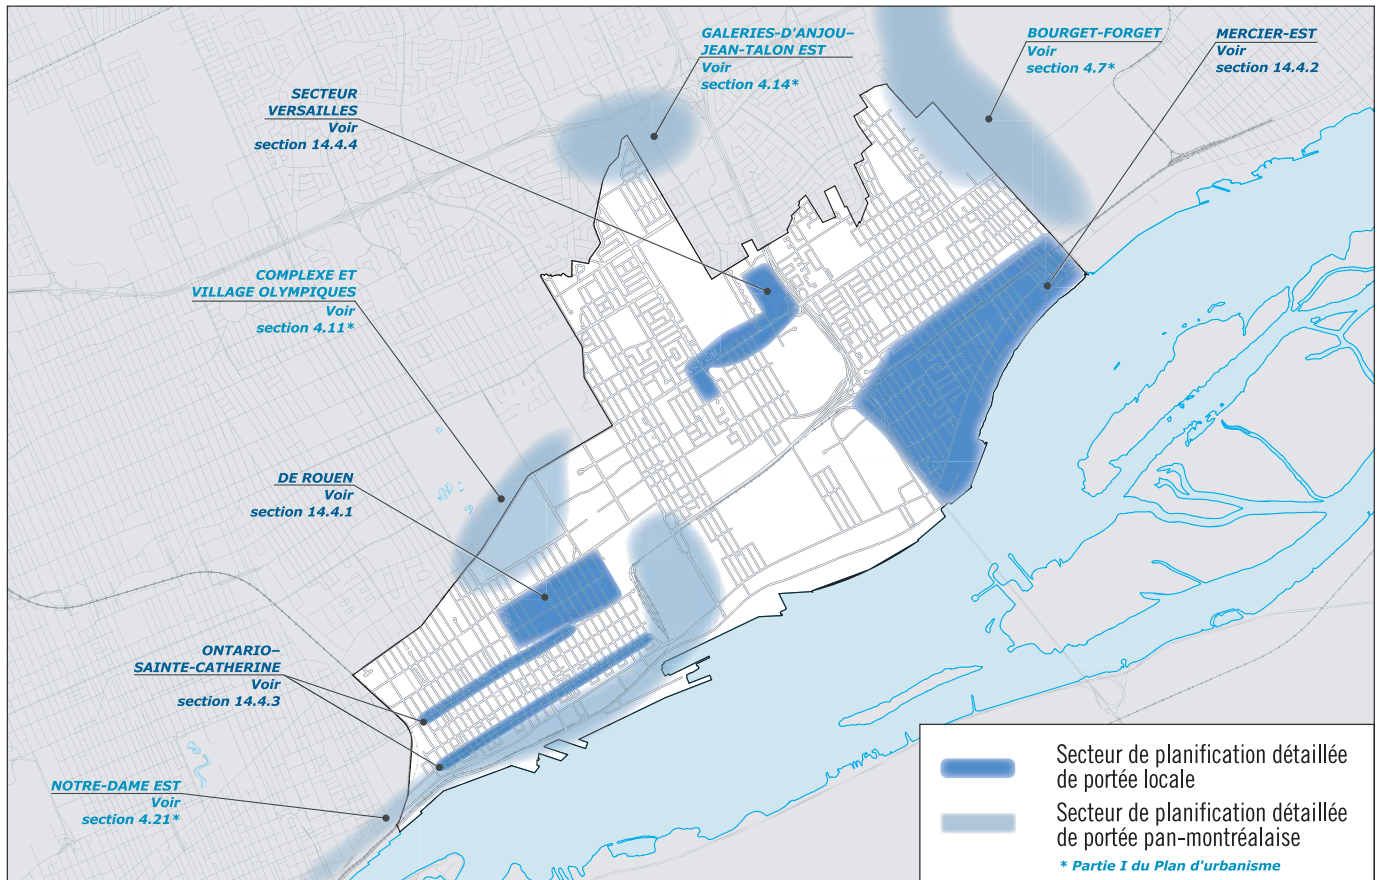 GALERIES-D'ANJOU–
JEAN-TALON EST
Voir
section 4.14*
BOURGET-FORGET
Voir
section 4.7*
MERCIER-EST
Voir
section 14.4.2
SECTEUR
VERSAILLES
Voir
section 14.4.4
COMPLEXE ET
VILLAGE OLYMPIQUES
Voir
section 4.11*
DE ROUEN
Voir
section 14.4.1
ONTARIO–
SAINTE-CATHERINE
Voir
section 14.4.3
NOTRE-DAME EST
Voir
section 4.21*
Secteur de planification détaillée
de portée locale
Secteur de planification détaillée
de portée pan-montréalaise
* Partie I du Plan d'urbanisme